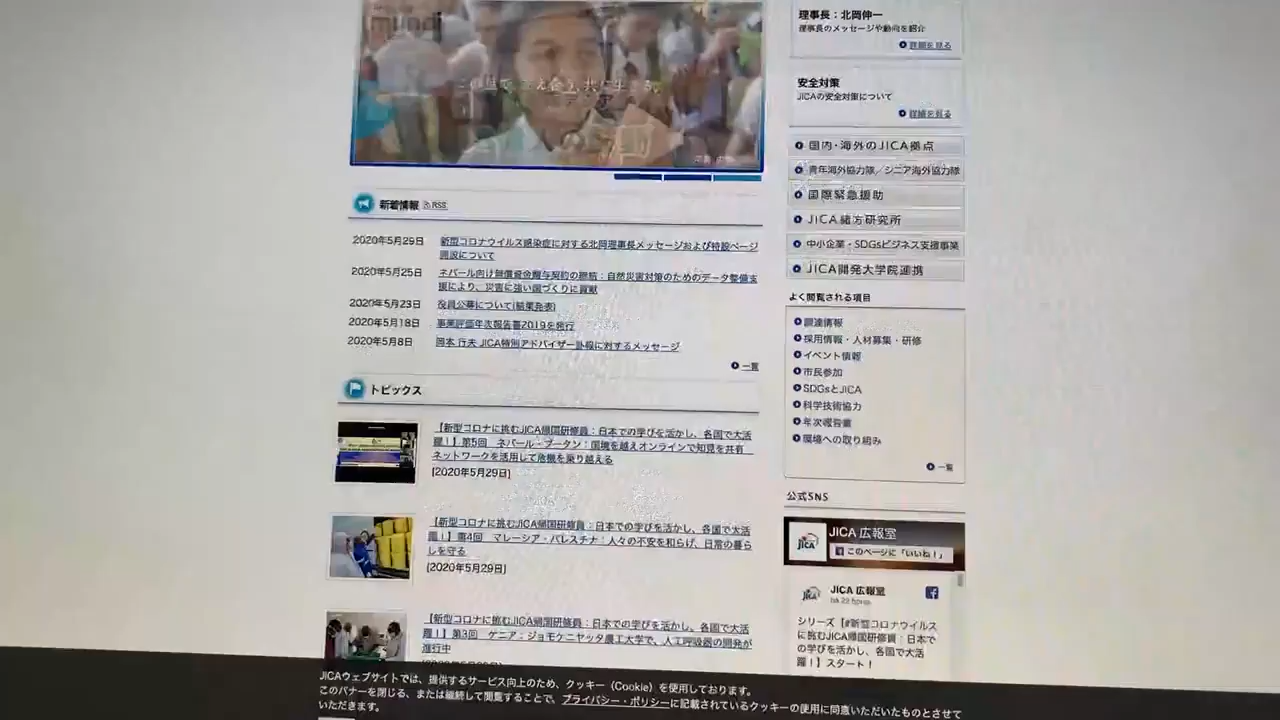 mundi
理事長：北岡伸一
理事長のメッセージや動向を紹介
詳細を見る
安全対策
JICAの安全対策について
詳細を見る
国内・海外のJICA拠点
青年海外協力隊／シニア海外協力隊
国際緊急援助
JICA緒方研究所
中小企業・SDGsビジネス支援事業
JICA開発大学院連携
新着情報 RSS
2020年5月29日 新型コロナウイルス感染症に対する北岡理事長メッセージおよび特設ページ
開設について
2020年5月25日 ネパール向け無償資金贈与契約の締結：自然災害対策のためのデータ整備支
援により、災害に強い国づくりに貢献
2020年5月23日 役員公募について(結果発表)
2020年5月18日 事業評価年次報告書2019を発行
2020年5月8日 岡本 行夫 JICA特別アドバイザー訃報に対するメッセージ
一覧
トピックス
【新型コロナに挑むJICA帰国研修員：日本での学びを活かし、各国で大活
躍！】第5回 ネパール・ブータン：国境を越えオンラインで知見を共有
ネットワークを活用して危機を乗り越える
[2020年5月29日]
【新型コロナに挑むJICA帰国研修員：日本での学びを活かし、各国で大活
躍！】第4回 マレーシア・パレスチナ：人々の不安を和らげ、日常の暮ら
しを守る
[2020年5月29日]
【新型コロナに挑むJICA帰国研修員：日本での学びを活かし、各国で大活
躍！】第3回 ケニア：ジョモケニヤッタ農工大学で、人工呼吸器の開発が
進行中
よく閲覧される項目
調達情報
採用情報・人材募集・研修
イベント情報
市民参加
SDGsとJICA
科学技術協力
年次報告書
環境への取り組み
一覧
公式SNS
JICA 広報室
このページに「いいね！」
JICA 広報室
シリーズ【#新型コロナウイルス
に挑むJICA帰国研修員：日本で
の学びを活かし、各国で大活
躍！】スタート！
JICAウェブサイトでは、提供するサービス向上のため、クッキー（Cookie）を使用しております。
このバナーを閉じる、または継続して閲覧することで、プライバシー・ポリシーに記載されているクッキーの使用に同意いただいたものとさせて
いただきます。